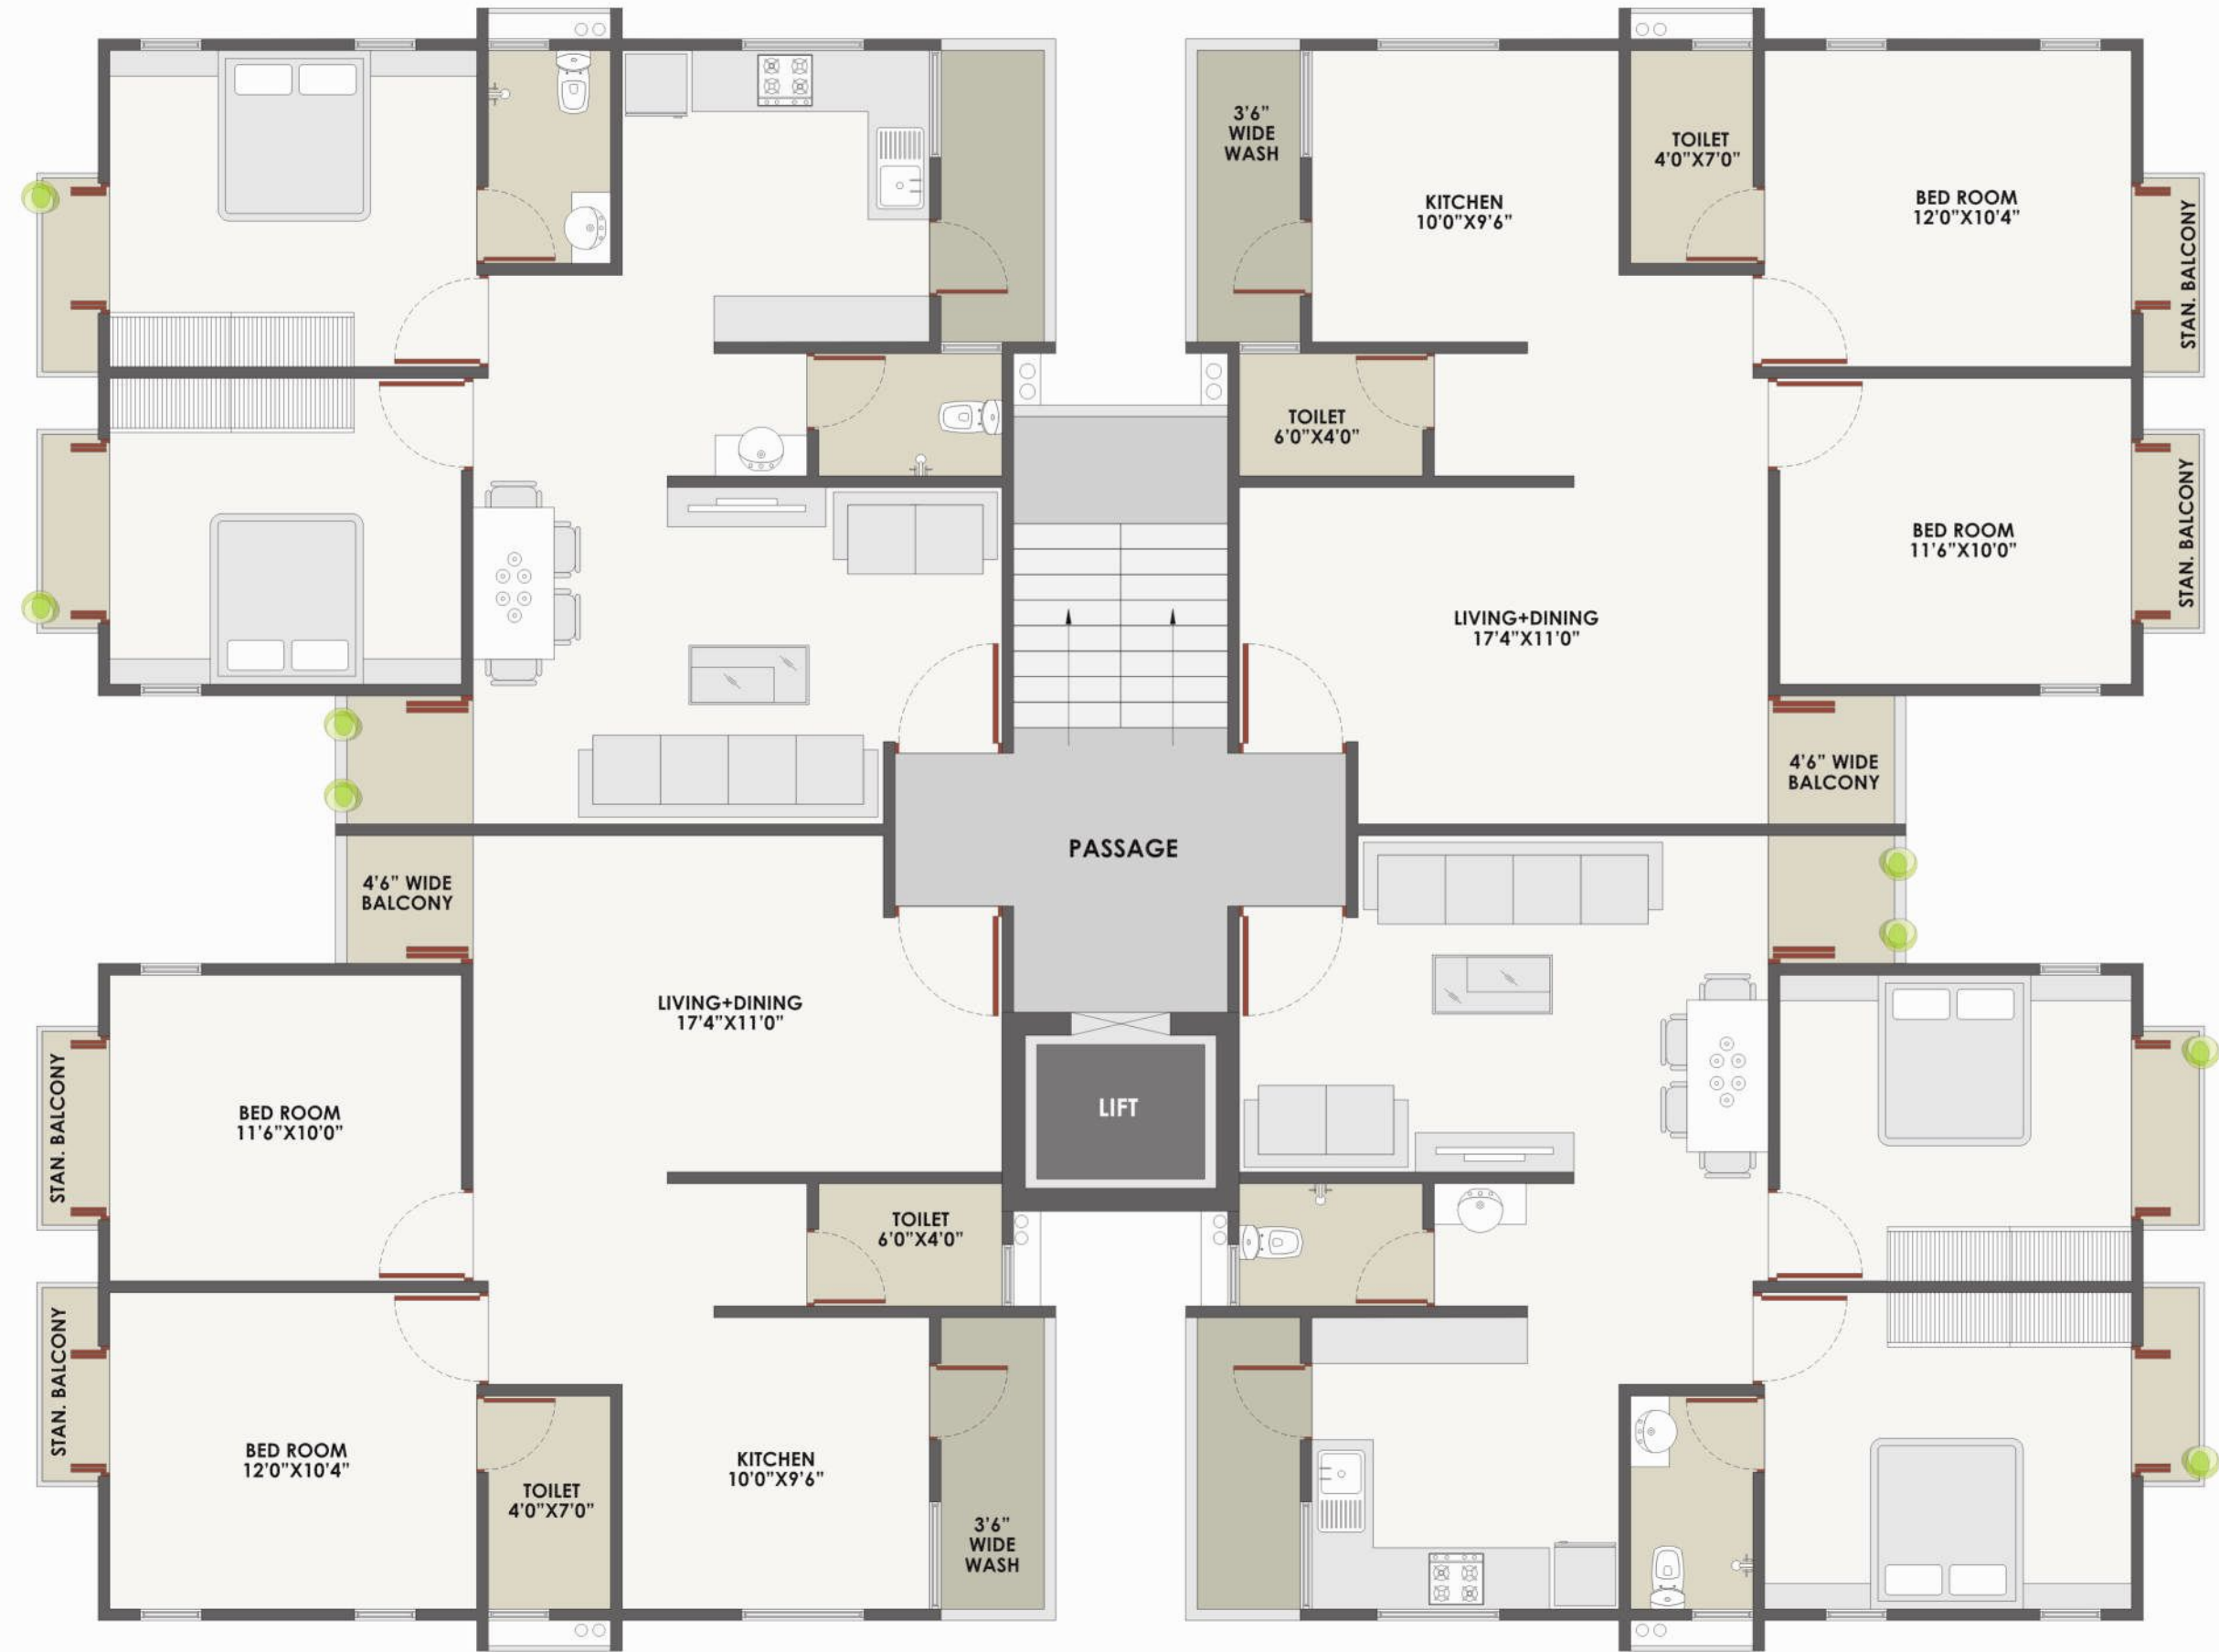 3'6"
WIDE
WASH
TOILET
4'0"X7'0"
KITCHEN
10'0"X9'6"
BED ROOM
12'0"X10'4"
STAN. BALCONY
TOILET
6'0"X4'0"
BED ROOM
11'6"X10'0"
STAN. BALCONY
LIVING+DINING
17'4"X11'0"
4'6" WIDE
BALCONY
PASSAGE
4'6" WIDE
BALCONY
LIVING+DINING
17'4"X11'0"
LIFT
STAN. BALCONY
BED ROOM
11'6"X10'0"
TOILET
6'0"X4'0"
STAN. BALCONY
BED ROOM
12'0"X10'4"
TOILET
4'0"X7'0"
KITCHEN
10'0"X9'6"
3'6"
WIDE
WASH